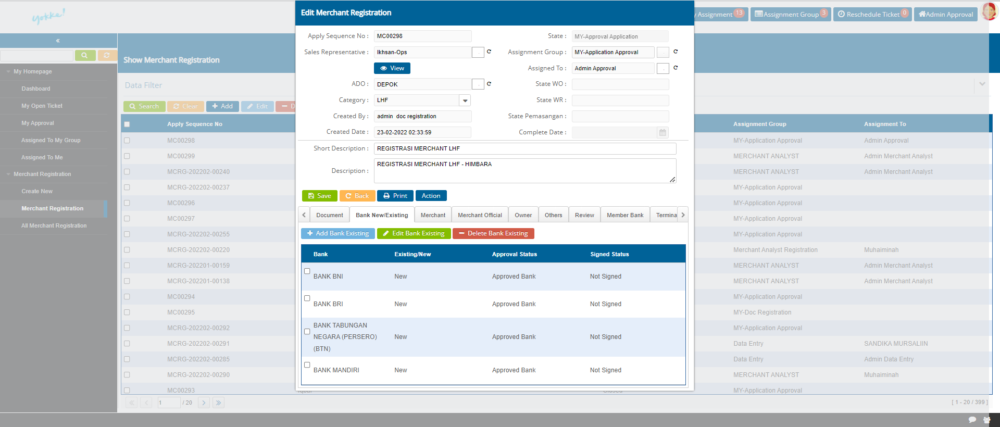 yokke!
Edit Merchant Registration
Assignment 13
Assignment Group 3
Reschedule Ticket 0
Admin Approval
«
Show Merchant Registration
My Homepage
Dashboard
My Open Ticket
My Approval
Assigned To My Group
Assigned To Me
Merchant Registration
Create New
Merchant Registration
All Merchant Registration
Data Filter
Search Clear Add Edit
Apply Sequence No Assignment Group Assignment To
MC00298 MY-Application Approval Admin Approval
MC00299 MERCHANT ANALYST Admin Merchant Analyst
MCRG-202202-00240 MERCHANT ANALYST Admin Merchant Analyst
MCRG-202202-00237 MY-Application Approval
MC00296 MY-Application Approval
MC00297 MY-Application Approval
MCRG-202202-00255 MY-Application Approval
MCRG-202202-00220 Merchant Analyst Registration Muhaiminah
MCRG-202201-00159 MERCHANT ANALYST Admin Merchant Analyst
MCRG-202201-00138 MERCHANT ANALYST Admin Merchant Analyst
MC00294 MY-Application Approval
MC00295 MY-Doc Registration
MCRG-202202-00292 MY-Application Approval
MCRG-202202-00291 Data Entry SANDIKA MURSALIIN
MCRG-202202-00285 Data Entry Admin Data Entry
MCRG-202202-00290 MERCHANT ANALYST Muhaiminah
MC00293 MY-Application Approval
1 / 20
[ 1 - 20 / 399 ]
Apply Sequence No : MC00298 State : MY-Approval Application
Sales Representative : Ikhsan-Ops Assignment Group : MY-Application Approval
View Assigned To : Admin Approval
ADO : DEPOK State WO :
Category : LHF State WR :
Created By : admin doc registration State Pemasangan :
Created Date : 23-02-2022 02:33:59 Complete Date :
Short Description : REGISTRASI MERCHANT LHF
Description : REGISTRASI MERCHANT LHF - HIMBARA
Save Back Print Action
Document Bank New/Existing Merchant Merchant Official Owner Others Review Member Bank Termina
Add Bank Existing Edit Bank Existing Delete Bank Existing
Bank Existing/New Approval Status Signed Status
BANK BNI New Approved Bank Not Signed
BANK BRI New Approved Bank Not Signed
BANK TABUNGAN
NEGARA (PERSERO) New Approved Bank Not Signed
(BTN)
BANK MANDIRI New Approved Bank Not Signed